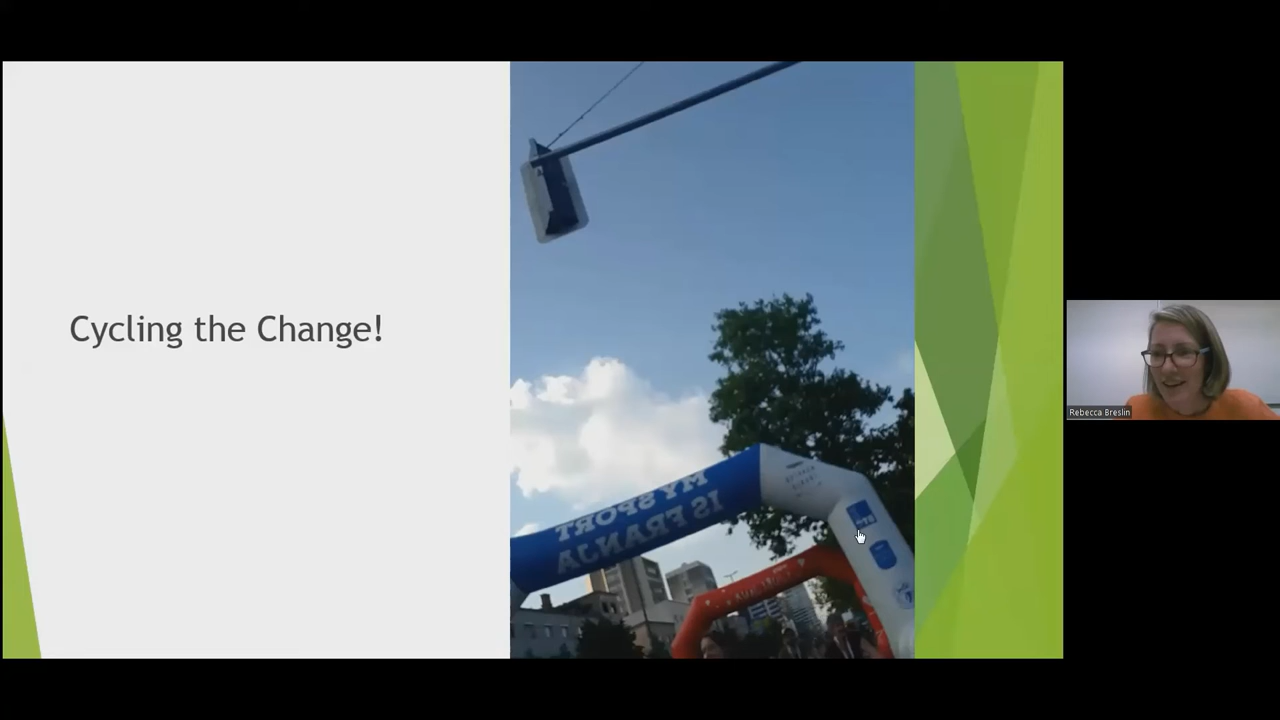 Cycling the Change!
MY SPORT
IS FRANJA
Rebecca Breslin